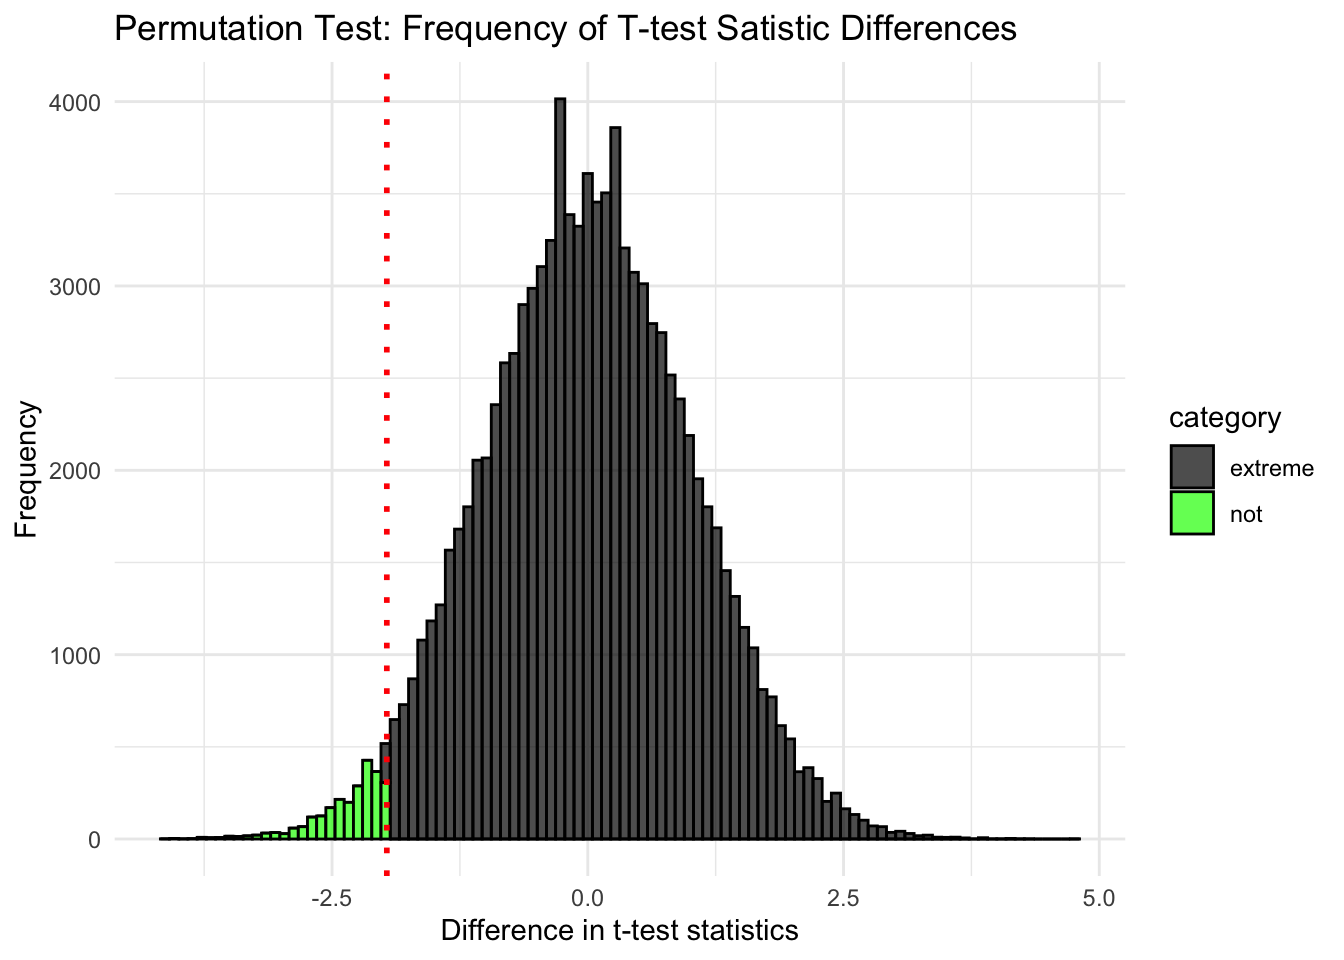 Permutation Test: Frequency of T-test Satistic Differences
4000
3000
2000
1000
0
Frequency
-2.5
0.0
2.5
5.0
Difference in t-test statistics
category
extreme
not